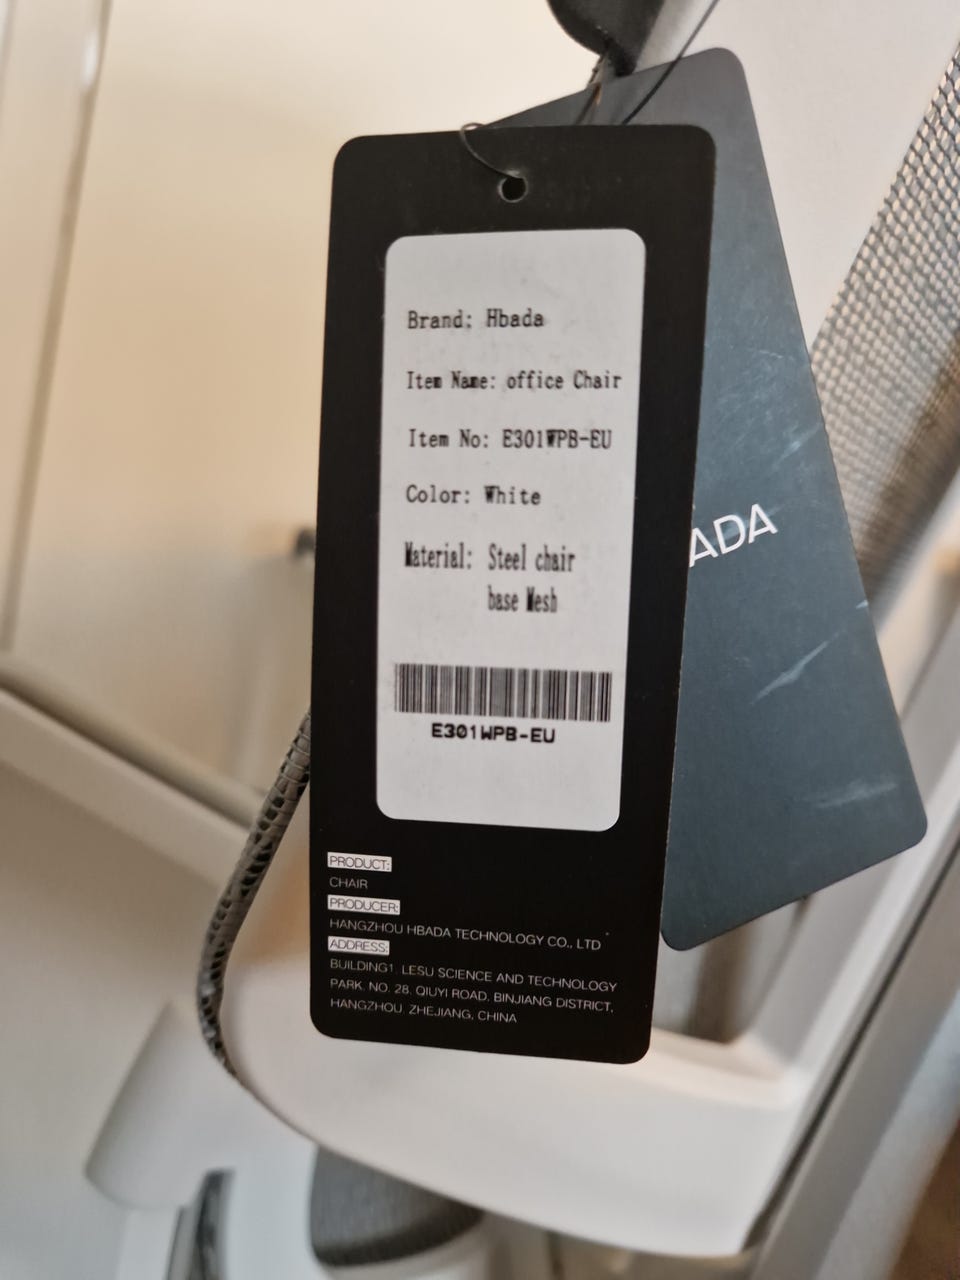 Brand: Hbada
Item Name: office Chair
Item No: E301WPB-EU
Color: White
Material: Steel chair
base Mesh
E301WPB-EU
PRODUCT:
CHAIR
PRODUCER:
HANGZHOU HBADA TECHNOLOGY CO., LTD
ADDRESS:
BUILDING1. LESU SCIENCE AND TECHNOLOGY
PARK. NO. 28. QIUYI ROAD. BINJIANG DISTRICT,
HANGZHOU. ZHEJIANG, CHINA
ADA